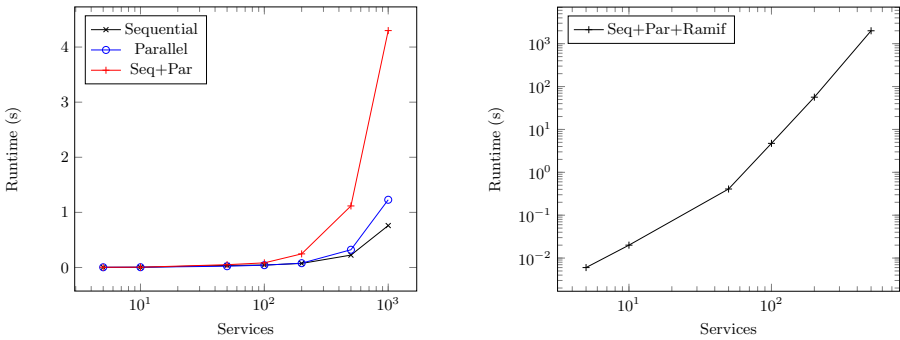 Sequential
Parallel
Seq+Par
4
3
2
1
0
10^1
10^2
10^3
Services
Runtime (s)
Seq+Par+Ramif
10^3
10^2
10^1
10^0
10^−1
10^−2
10^1
10^2
Services
Runtime (s)